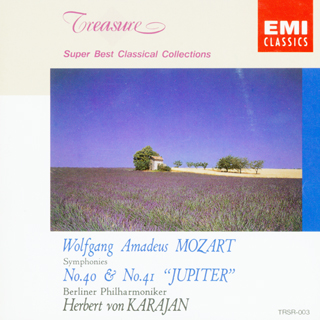 Treasure
EMI
CLASSICS
Super Best Classical Collections
Wolfgang Amadeus MOZART
Symphonies
No.40 & No.41 “JUPITER”
Berliner Philharmoniker
Herbert von KARAJAN
TRSR-003